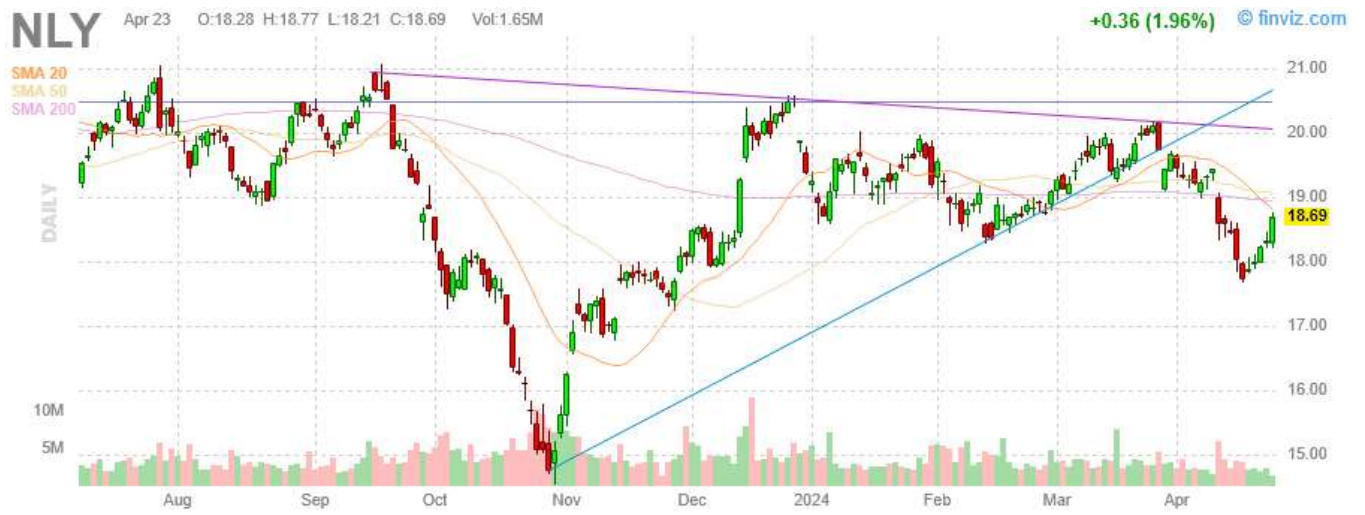 NLY Apr 23 O:18.28 H:18.77 L:18.21 C:18.69 Vol:1.65M +0.36 (1.96%) © finviz.com
SMA 20
SMA 50
SMA 200
DAILY
21.00
20.00
19.00
18.69
18.00
17.00
16.00
15.00
10M
5M
Aug Sep Oct Nov Dec 2024 Feb Mar Apr